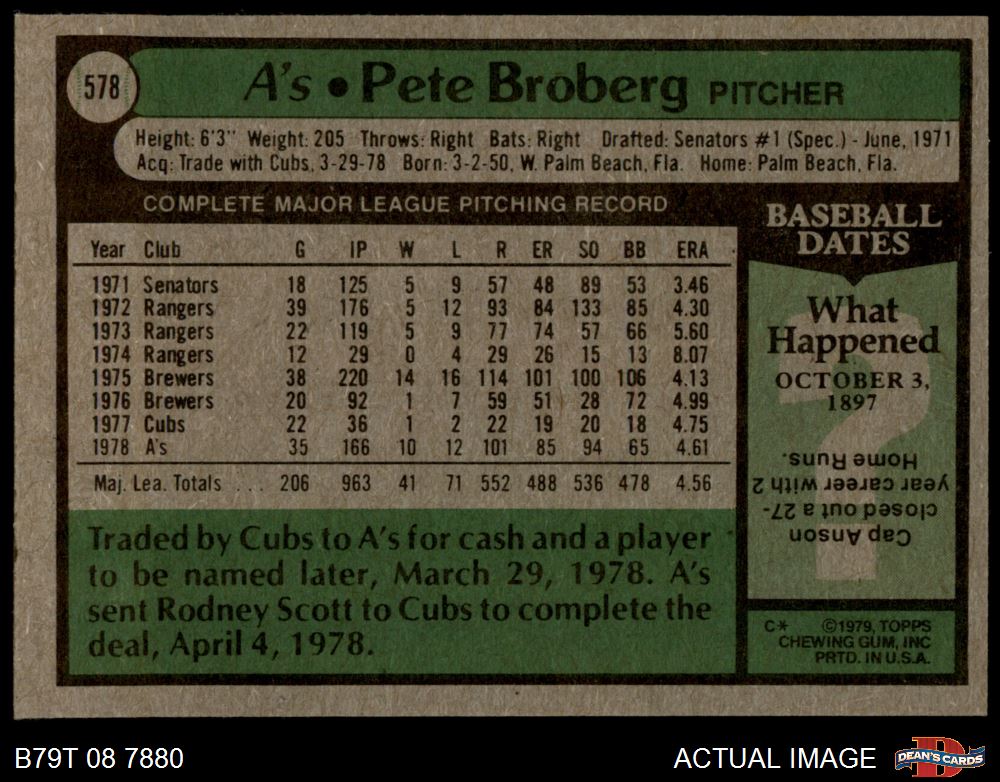 578
A's • Pete Broberg PITCHER
Height: 6'3" Weight: 205 Throws: Right Bats: Right Drafted: Senators #1 (Spec.) - June, 1971
Acq: Trade with Cubs, 3-29-78 Born: 3-2-50, W. Palm Beach, Fla. Home: Palm Beach, Fla.
COMPLETE MAJOR LEAGUE PITCHING RECORD
Year Club G IP W L R ER SO BB ERA
1971 Senators 18 125 5 9 57 48 89 53 3.46
1972 Rangers 39 176 5 12 93 84 133 85 4.30
1973 Rangers 22 119 5 9 77 74 57 66 5.60
1974 Rangers 12 29 0 4 29 26 15 13 8.07
1975 Brewers 38 220 14 16 114 101 100 106 4.13
1976 Brewers 20 92 1 7 59 51 28 72 4.99
1977 Cubs 22 36 1 2 22 19 20 18 4.75
1978 A's 35 166 10 12 101 85 94 65 4.61
Maj. Lea. Totals ... 206 963 41 71 552 488 536 478 4.56
Traded by Cubs to A's for cash and a player
to be named later, March 29, 1978. A's
sent Rodney Scott to Cubs to complete the
deal, April 4, 1978.
BASEBALL
DATES
What
Happened
OCTOBER 3,
1897
?
Cap Anson
closed out a 27-
year career with 2
Home Runs.
C* ©1979, TOPPS
CHEWING GUM, INC
PRTD. IN U.S.A.
B79T 08 7880
ACTUAL IMAGE
D
DEAN'S CARDS